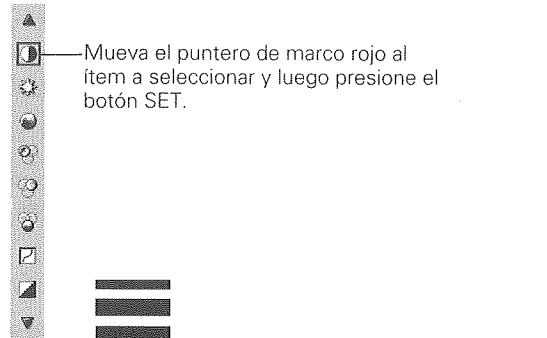 Mueva el puntero de marco rojo al
ítem a seleccionar y luego presione el
botón SET.